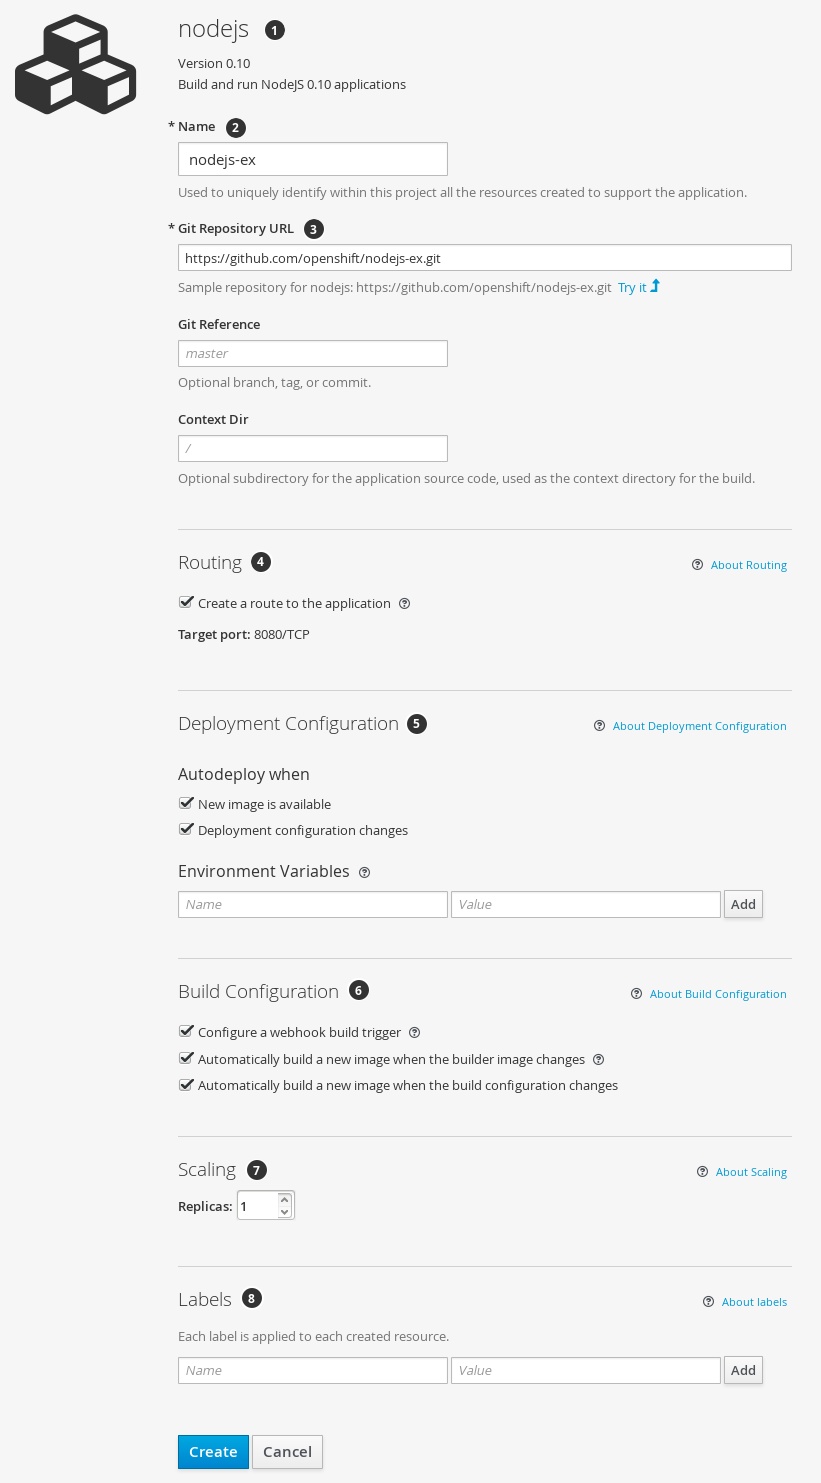 nodejs 1
Version 0.10
Build and run NodeJS 0.10 applications
* Name 2
nodejs-ex
Used to uniquely identify within this project all the resources created to support the application.
* Git Repository URL 3
https://github.com/openshift/nodejs-ex.git
Sample repository for nodejs: https://github.com/openshift/nodejs-ex.git Try it
Git Reference
master
Optional branch, tag, or commit.
Context Dir
/
Optional subdirectory for the application source code, used as the context directory for the build.
Routing 4 ? About Routing
Create a route to the application ?
Target port: 8080/TCP
Deployment Configuration 5 ? About Deployment Configuration
Autodeploy when
New image is available
Deployment configuration changes
Environment Variables ?
Name Value Add
Build Configuration 6 ? About Build Configuration
Configure a webhook build trigger ?
Automatically build a new image when the builder image changes ?
Automatically build a new image when the build configuration changes
Scaling 7 ? About Scaling
Replicas: 1
Labels 8 ? About labels
Each label is applied to each created resource.
Name Value Add
Create Cancel